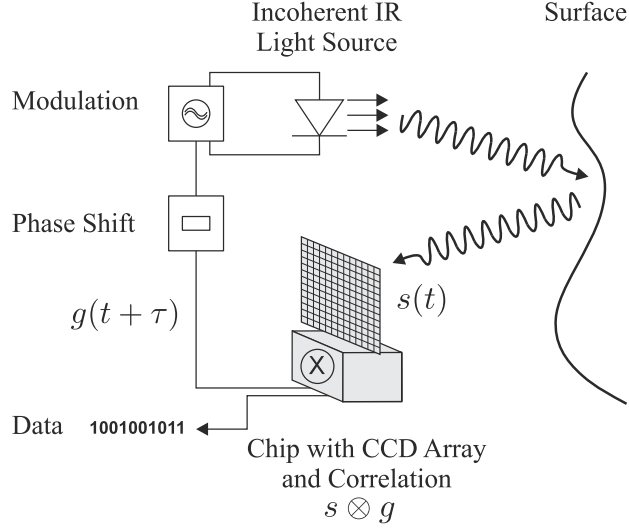 Incoherent IR
Light Source
Surface
Modulation
Phase Shift
g(t + τ)
s(t)
X
Data 1001001011
Chip with CCD Array
and Correlation
s ⊗ g